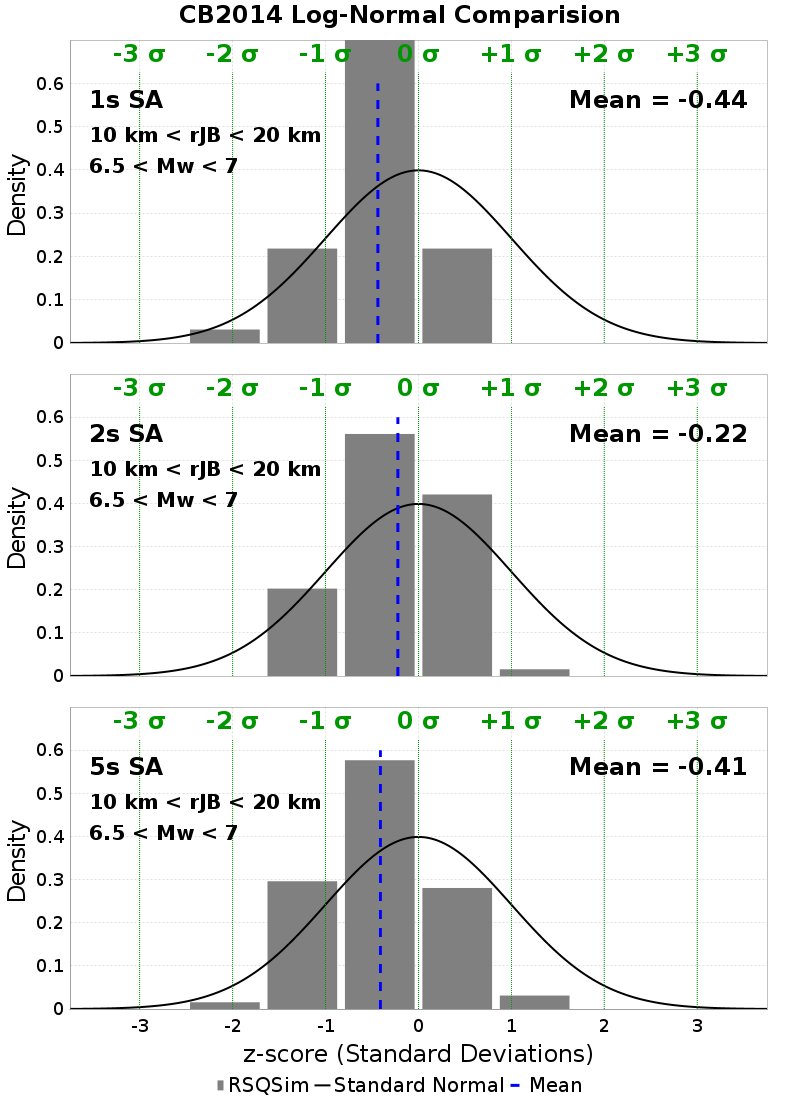 CB2014 Log-Normal Comparision
-3 σ -2 σ -1 σ 0 σ +1 σ +2 σ +3 σ
1s SA
Mean = -0.44
10 km < rJB < 20 km
6.5 < Mw < 7
Density
0.6
0.5
0.4
0.3
0.2
0.1
0
-3 σ -2 σ -1 σ 0 σ +1 σ +2 σ +3 σ
2s SA
Mean = -0.22
10 km < rJB < 20 km
6.5 < Mw < 7
Density
0.6
0.5
0.4
0.3
0.2
0.1
0
-3 σ -2 σ -1 σ 0 σ +1 σ +2 σ +3 σ
5s SA
Mean = -0.41
10 km < rJB < 20 km
6.5 < Mw < 7
Density
0.6
0.5
0.4
0.3
0.2
0.1
0
-3 -2 -1 0 1 2 3
z-score (Standard Deviations)
RSQSim Standard Normal Mean